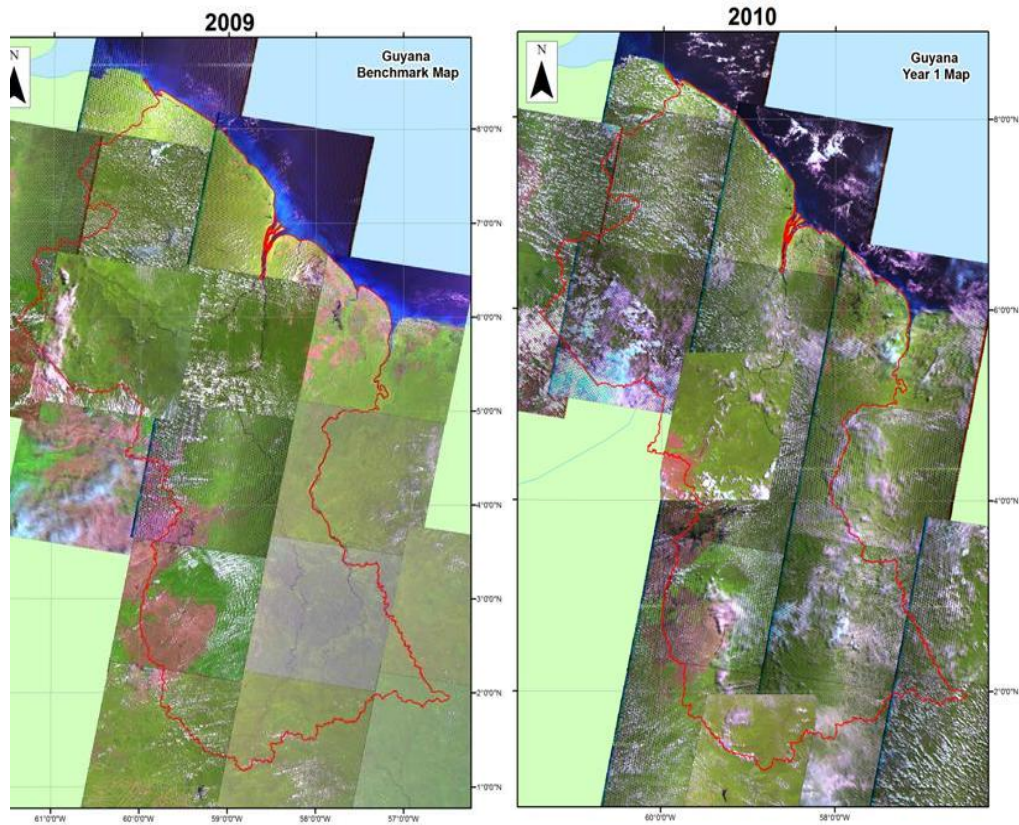 2009
N
Guyana
Benchmark Map
8°0'0"N
7°0'0"N
6°0'0"N
5°0'0"N
4°0'0"N
3°0'0"N
2°0'0"N
1°0'0"N
61°0'0"W
60°0'0"W
59°0'0"W
58°0'0"W
57°0'0"W
2010
N
Guyana
Year 1 Map
8°0'0"N
6°0'0"N
4°0'0"N
2°0'0"N
60°0'0"W
58°0'0"W